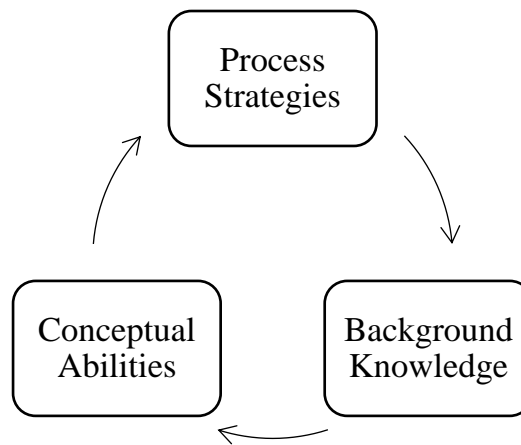 Process
Strategies
Conceptual
Abilities
Background
Knowledge